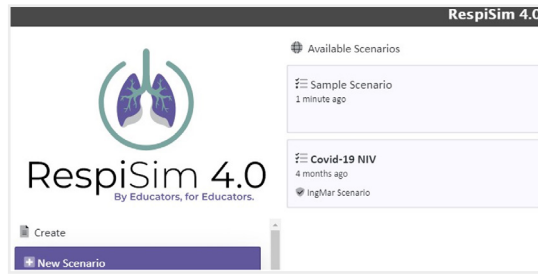 RespiSim 4.0
Available Scenarios
Sample Scenario
1 minute ago
Covid-19 NIV
4 months ago
IngMar Scenario
RespiSim 4.0
By Educators, for Educators.
Create
New Scenario